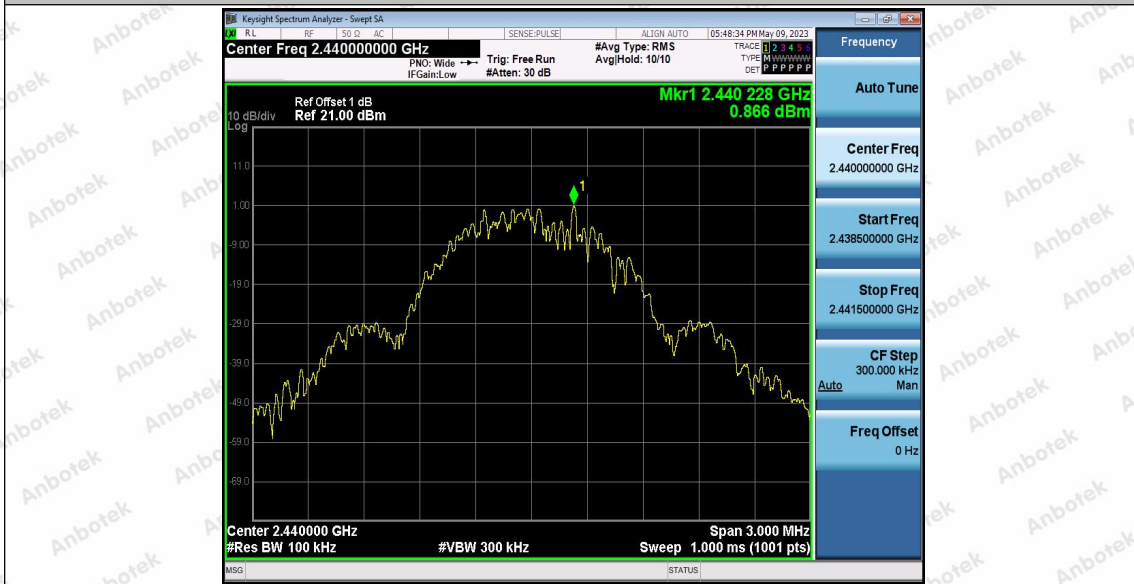 Keysight Spectrum Analyzer - Swept SA
LXI RL RF 50 Ω AC SENSE:PULSE ALIGN AUTO 05:48:34 PM May 09, 2023
Center Freq 2.440000000 GHz
PNO: Wide
IFGain:Low
Trig: Free Run
#Atten: 30 dB
#Avg Type: RMS
Avg|Hold: 10/10
TRACE 1 2 3 4 5 6
TYPE M W W W W W
DET P P P P P P
Mkr1 2.440 228 GHz
0.866 dBm
Ref Offset 1 dB
10 dB/div Ref 21.00 dBm
Log
11.0
1.00
-9.00
-19.0
-29.0
-39.0
-49.0
-59.0
-69.0
1
Center 2.440000 GHz Span 3.000 MHz
#Res BW 100 kHz #VBW 300 kHz Sweep 1.000 ms (1001 pts)
MSG STATUS
Frequency
Auto Tune
Center Freq
2.440000000 GHz
Start Freq
2.438500000 GHz
Stop Freq
2.441500000 GHz
CF Step
300.000 kHz
Auto Man
Freq Offset
0 Hz
Anbotek